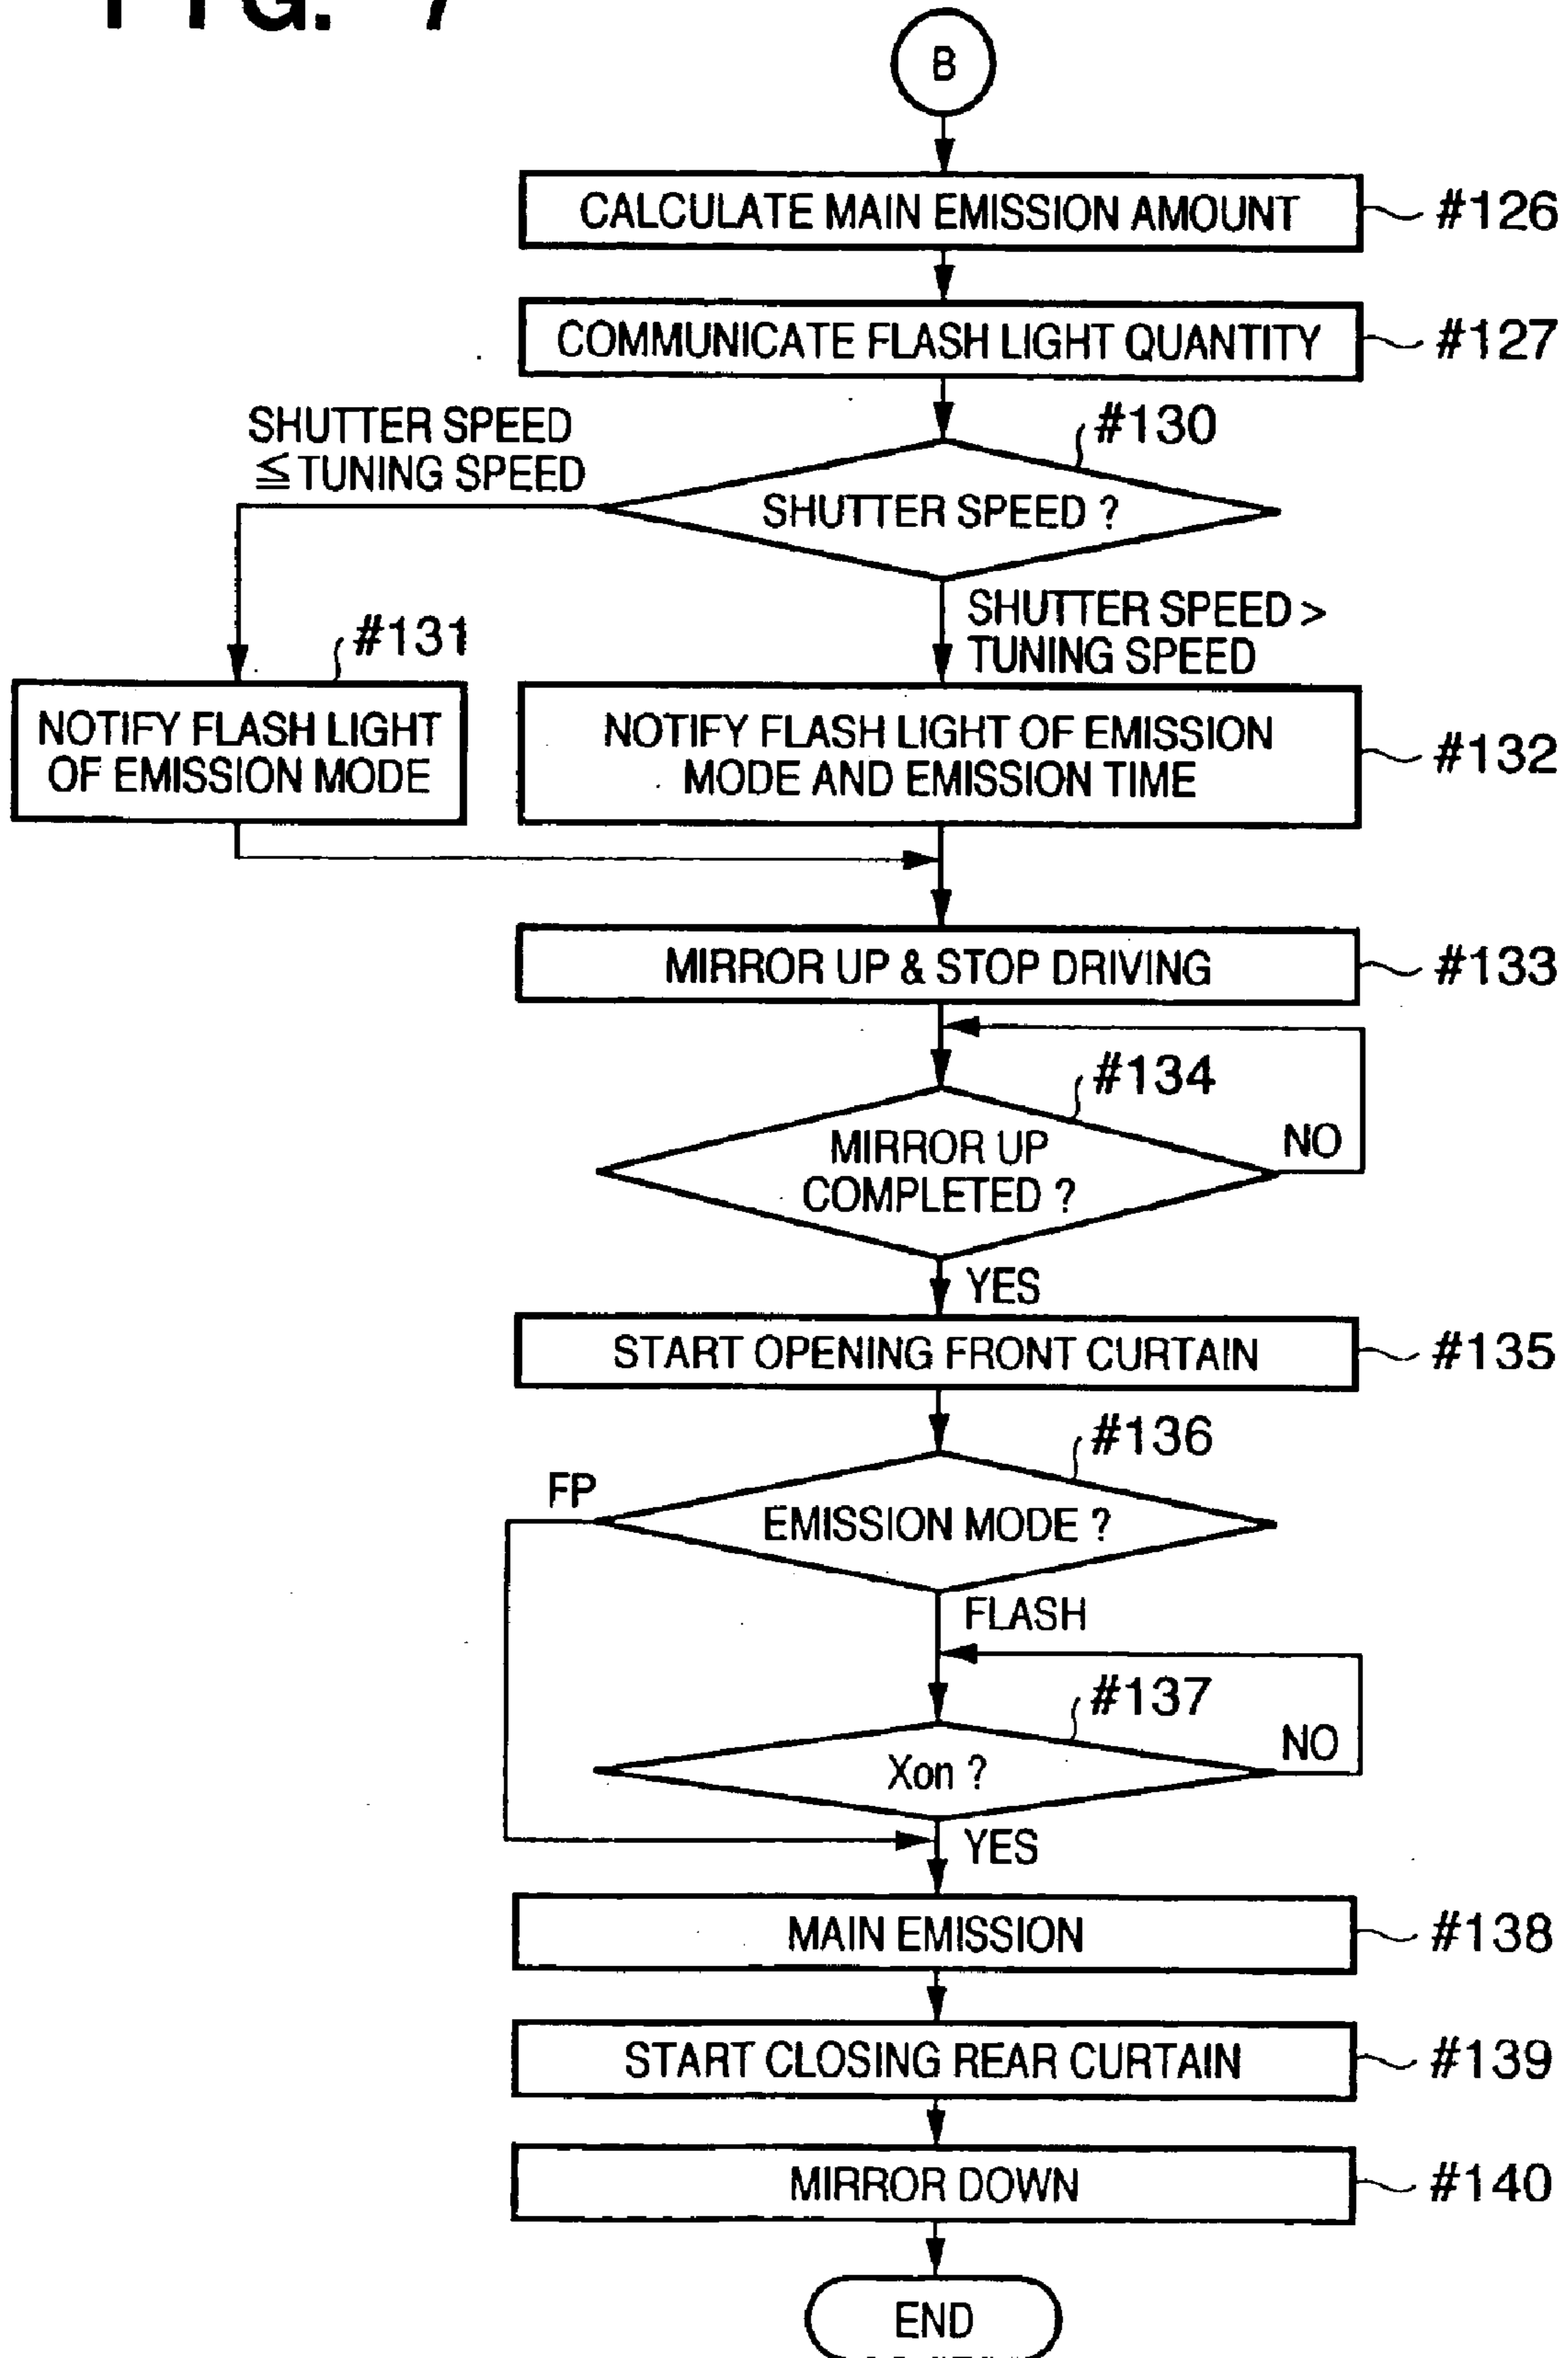 FIG. 7
B
CALCULATE MAIN EMISSION AMOUNT
#126
COMMUNICATE FLASH LIGHT QUANTITY
#127
SHUTTER SPEED
≦ TUNING SPEED
#130
SHUTTER SPEED ?
SHUTTER SPEED >
TUNING SPEED
#131
NOTIFY FLASH LIGHT
OF EMISSION MODE
NOTIFY FLASH LIGHT OF EMISSION
MODE AND EMISSION TIME
#132
MIRROR UP & STOP DRIVING
#133
#134
MIRROR UP
COMPLETED ?
NO
YES
START OPENING FRONT CURTAIN
#135
#136
FP
EMISSION MODE ?
FLASH
#137
Xon ?
NO
YES
MAIN EMISSION
#138
START CLOSING REAR CURTAIN
#139
MIRROR DOWN
#140
END